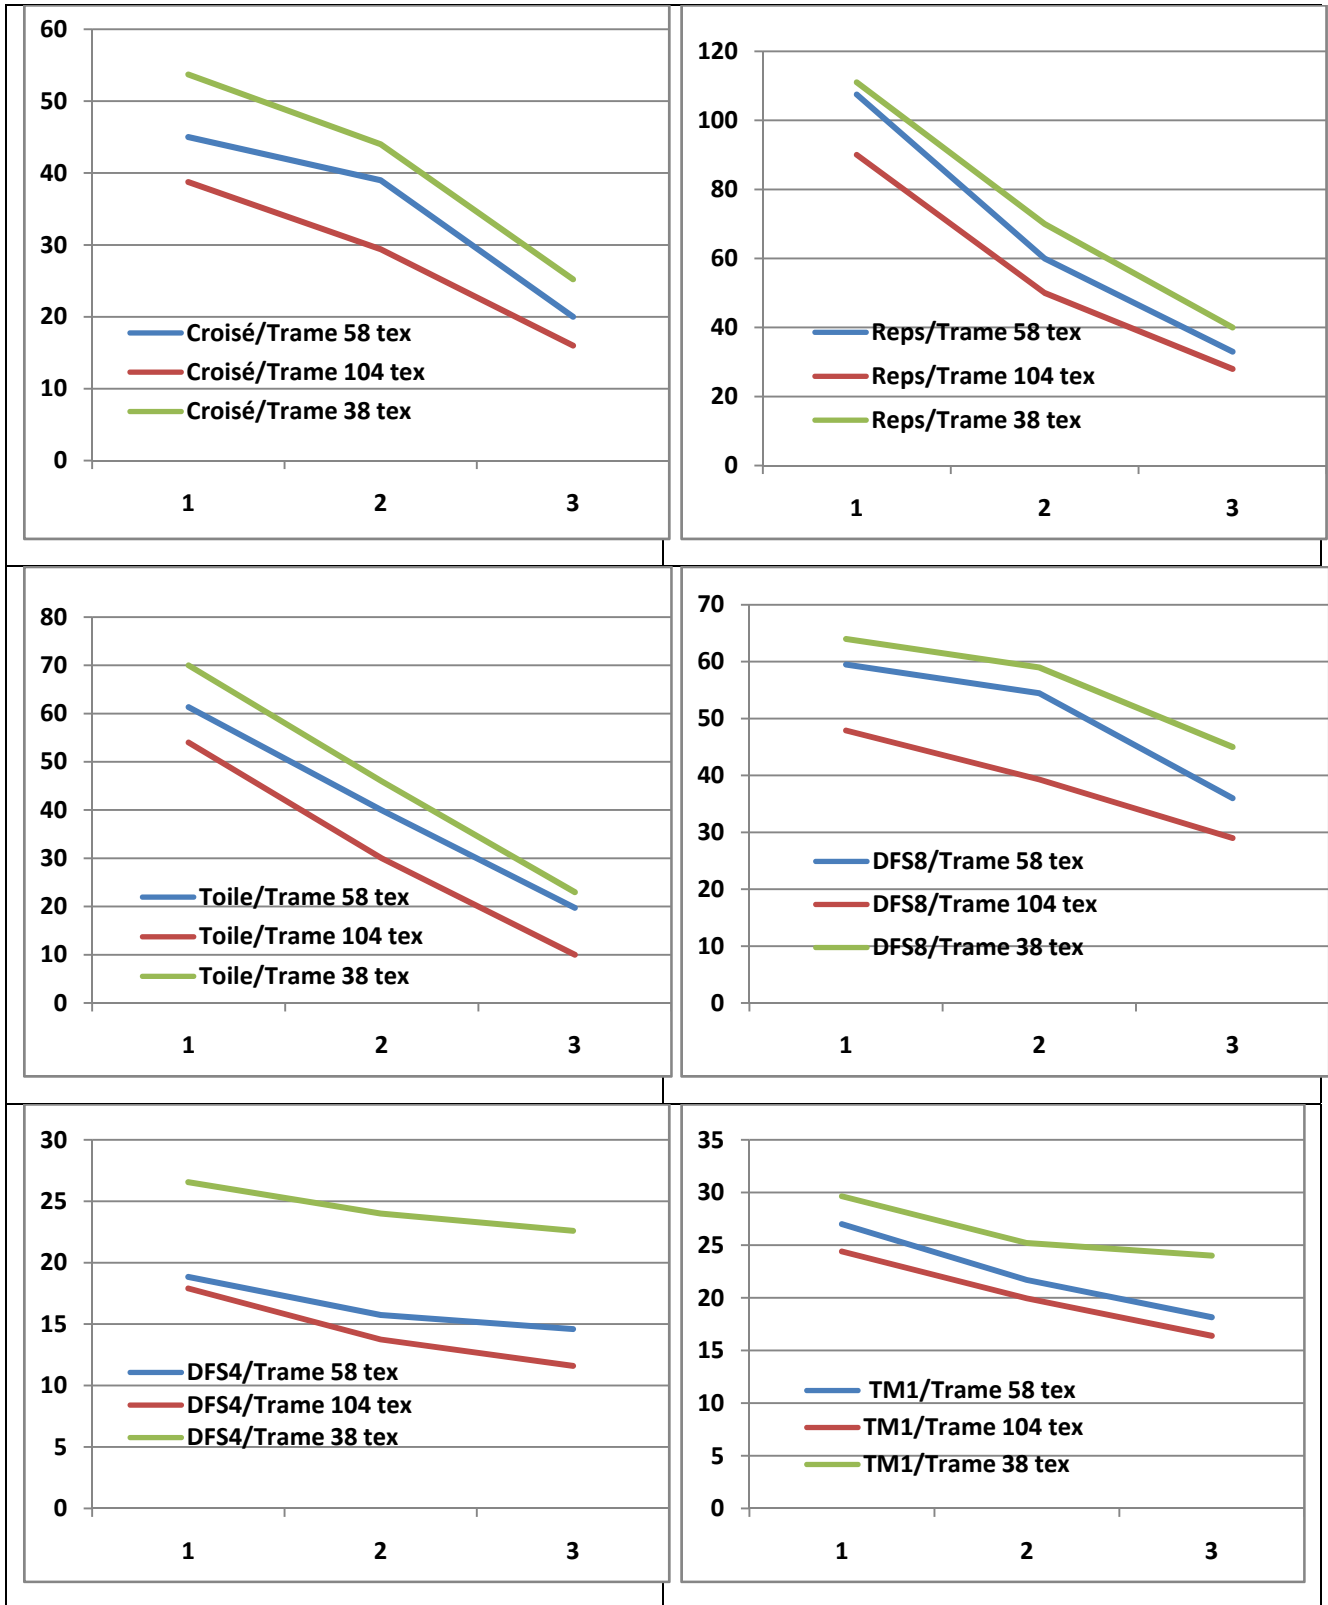 60
50
40
30
20
10
0
Croisé/Trame 58 tex
Croisé/Trame 104 tex
Croisé/Trame 38 tex
1 2 3
120
100
80
60
40
20
0
Reps/Trame 58 tex
Reps/Trame 104 tex
Reps/Trame 38 tex
1 2 3
80
70
60
50
40
30
20
10
0
Toile/Trame 58 tex
Toile/Trame 104 tex
Toile/Trame 38 tex
1 2 3
70
60
50
40
30
20
10
0
DFS8/Trame 58 tex
DFS8/Trame 104 tex
DFS8/Trame 38 tex
1 2 3
30
25
20
15
10
5
0
DFS4/Trame 58 tex
DFS4/Trame 104 tex
DFS4/Trame 38 tex
1 2 3
35
30
25
20
15
10
5
0
TM1/Trame 58 tex
TM1/Trame 104 tex
TM1/Trame 38 tex
1 2 3